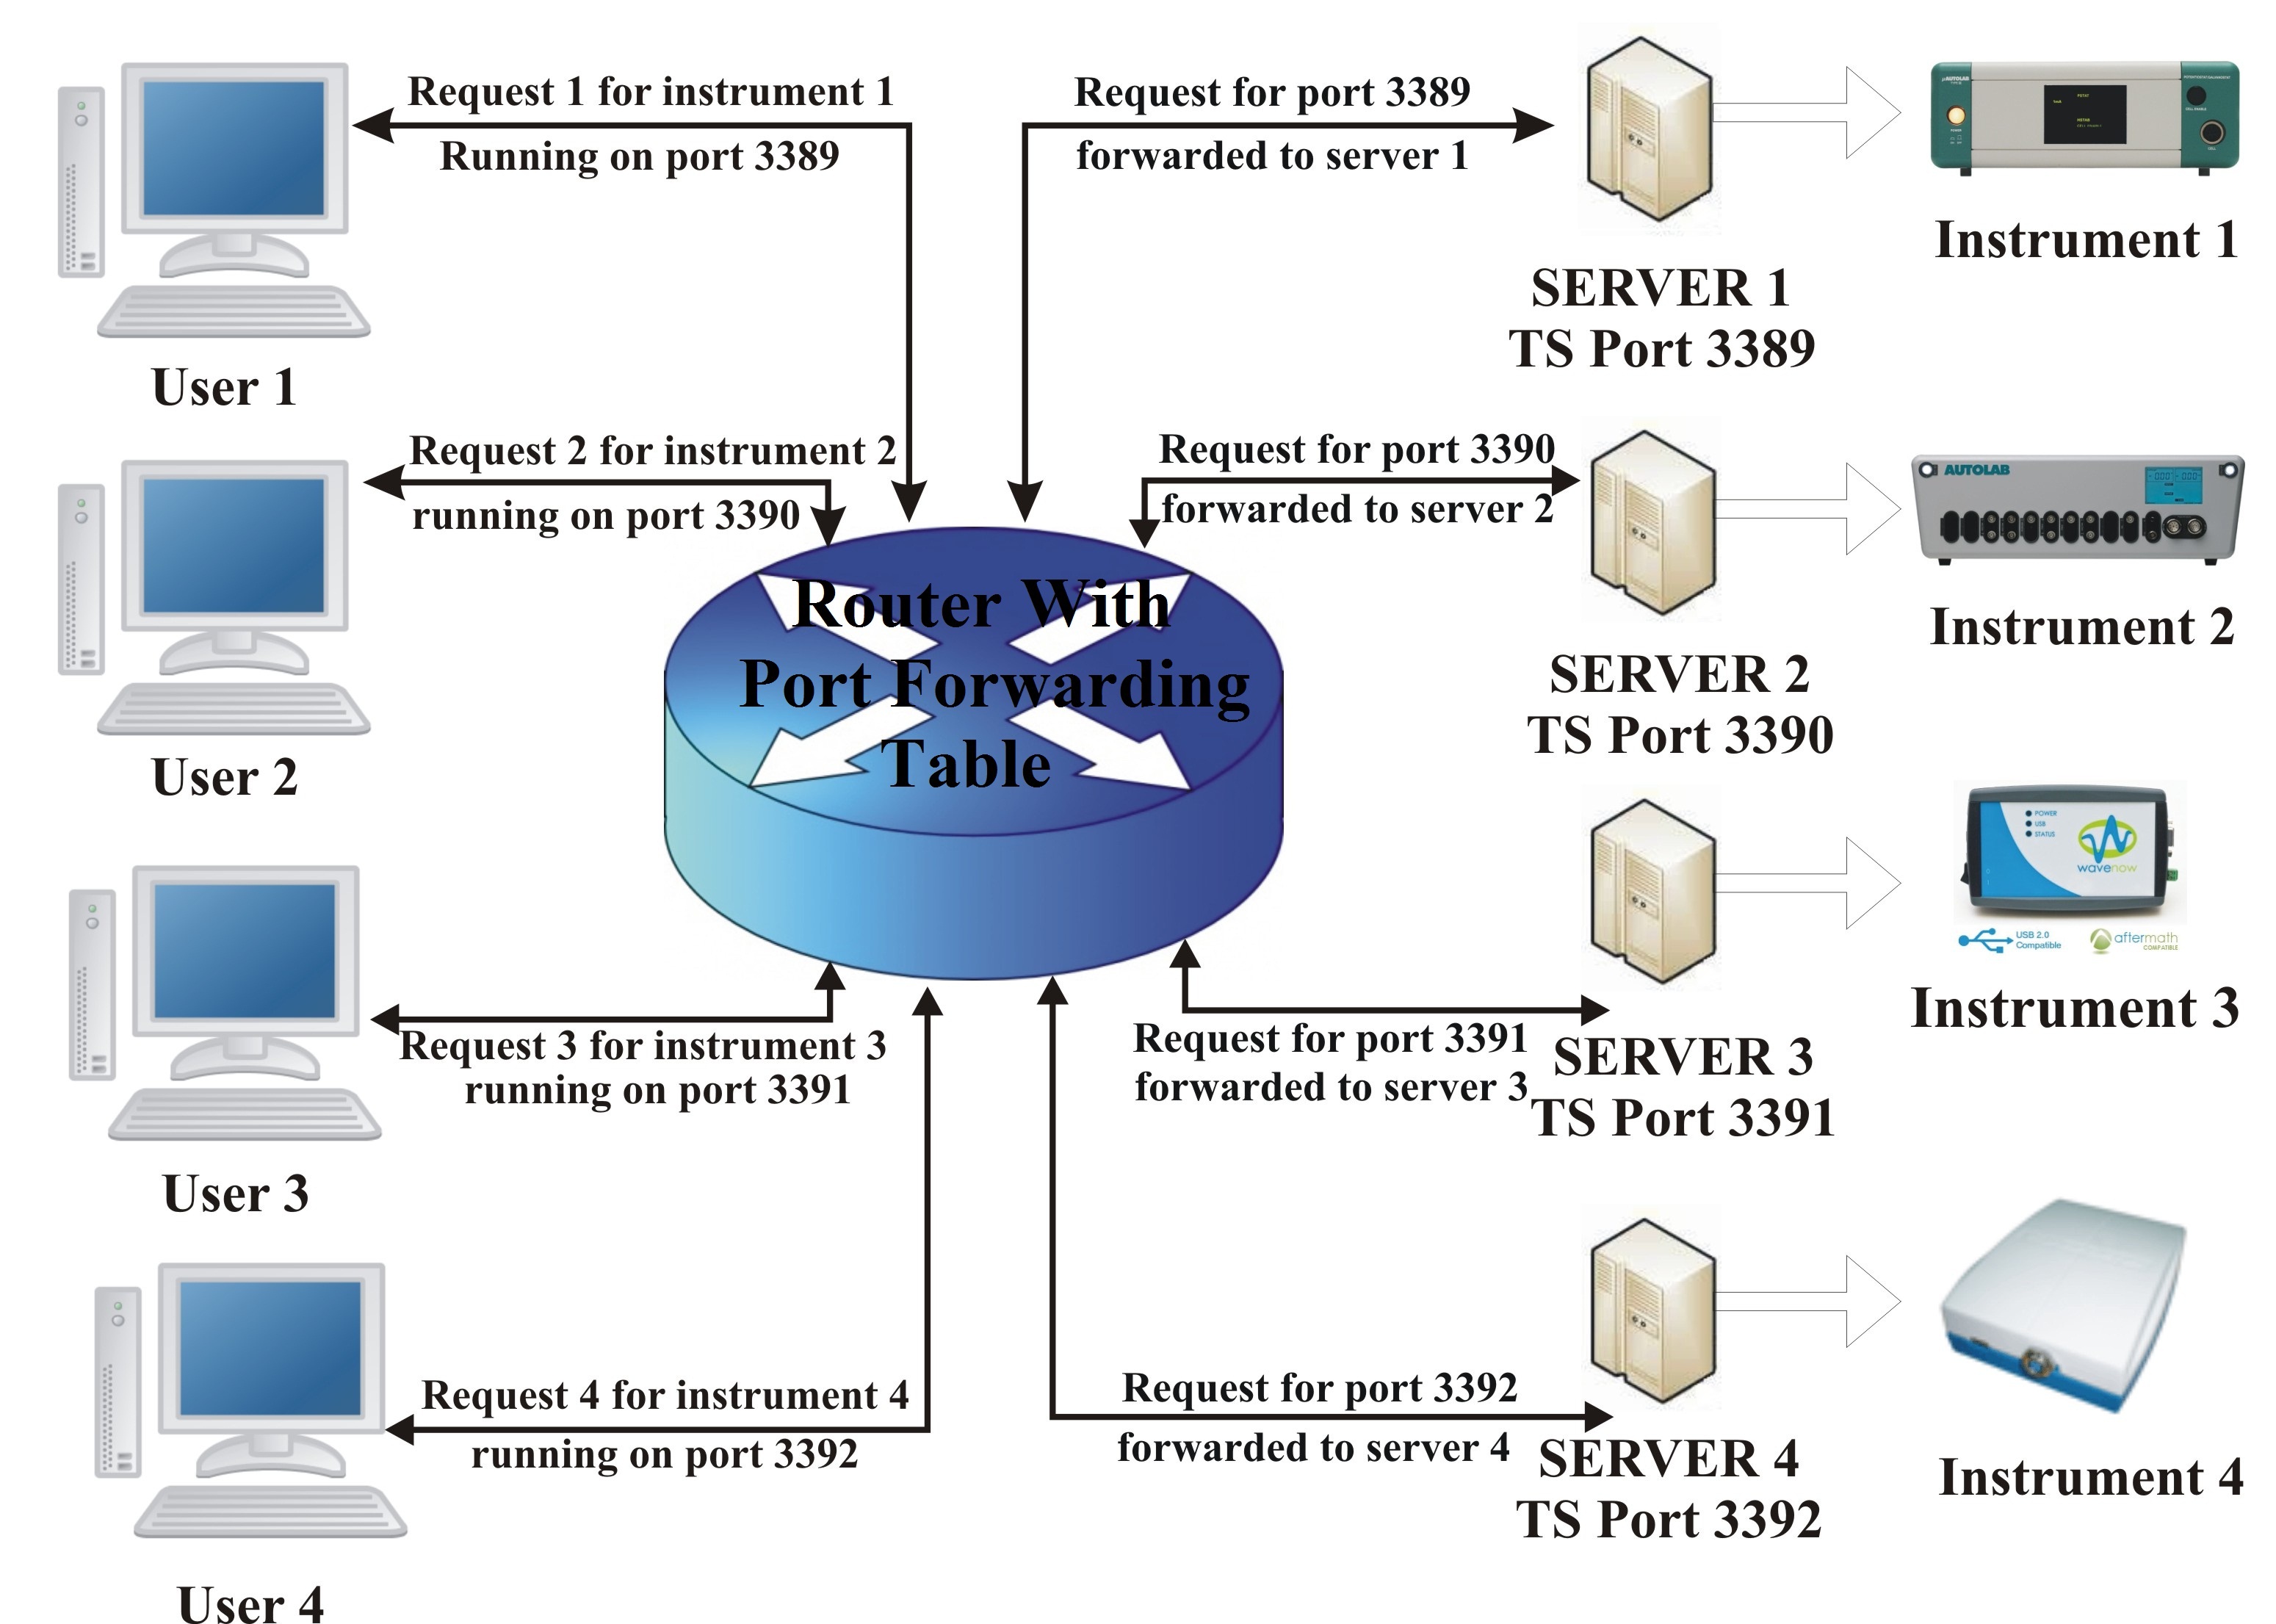 Request 1 for instrument 1
Running on port 3389
User 1
Request for port 3389
forwarded to server 1
SERVER 1
TS Port 3389
Instrument 1
Request 2 for instrument 2
running on port 3390
User 2
Request for port 3390
forwarded to server 2
SERVER 2
TS Port 3390
AUTOLAB
Instrument 2
Router With
Port Forwarding
Table
Request 3 for instrument 3
running on port 3391
User 3
Request for port 3391
forwarded to server 3
SERVER 3
TS Port 3391
POWER
USB
STATUS
wavenow
USB 2.0
Compatible
aftermath
COMPATIBLE
Instrument 3
Request 4 for instrument 4
running on port 3392
User 4
Request for port 3392
forwarded to server 4
SERVER 4
TS Port 3392
Instrument 4